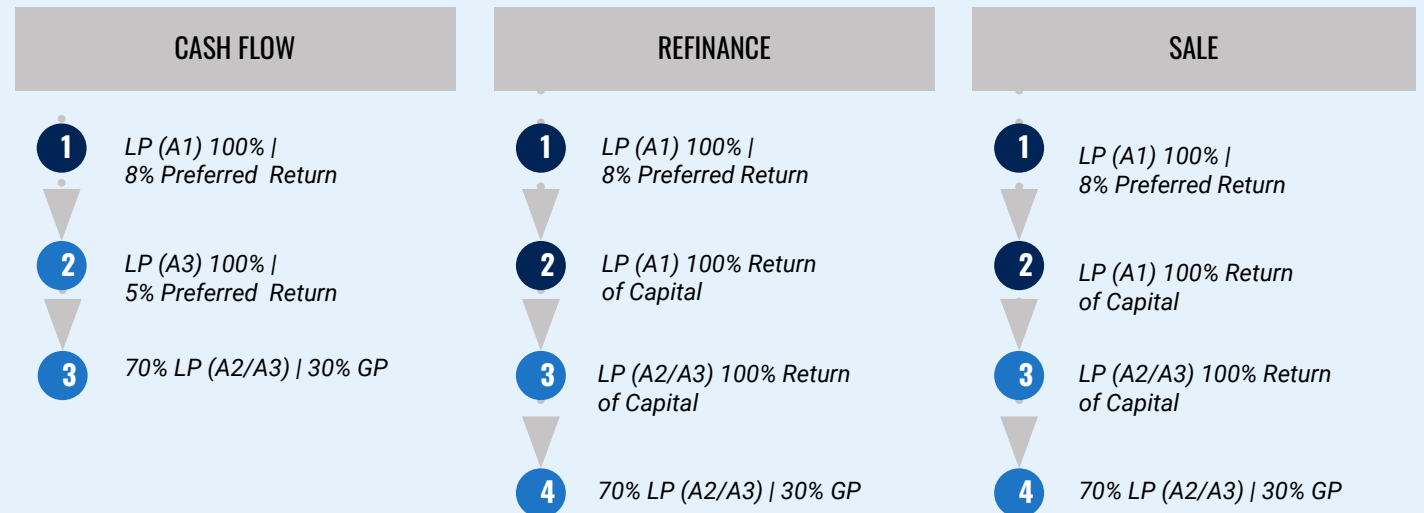 CASH FLOW
1
LP (A1) 100% |
8% Preferred Return
2
LP (A3) 100% |
5% Preferred Return
3
70% LP (A2/A3) | 30% GP
REFINANCE
1
LP (A1) 100% |
8% Preferred Return
2
LP (A1) 100% Return
of Capital
3
LP (A2/A3) 100% Return
of Capital
4
70% LP (A2/A3) | 30% GP
SALE
1
LP (A1) 100% |
8% Preferred Return
2
LP (A1) 100% Return
of Capital
3
LP (A2/A3) 100% Return
of Capital
4
70% LP (A2/A3) | 30% GP